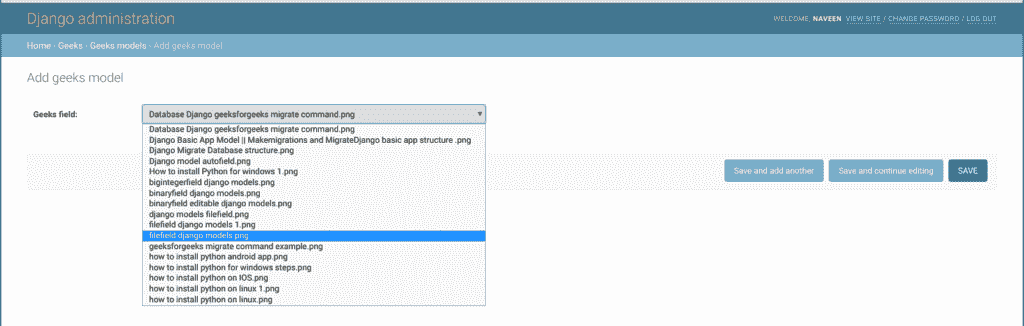 Django administration
WELCOME, NAVEEN VIEW SITE / CHANGE PASSWORD / LOG OUT
Home › Geeks › Geeks models › Add geeks model
Add geeks model
Geeks field:
Database Django geeksforgeeks migrate command.png
Database Django geeksforgeeks migrate command.png
Django Basic App Model || Makemigrations and MigrateDjango basic app structure .png
Django Migrate Database structure.png
Django model autofield.png
How to install Python for windows 1.png
bigintegerfield django models.png
binaryfield django models.png
binaryfield editable django models.png
django models filefield.png
filefield django models 1.png
filefield django models.png
geeksforgeeks migrate command example.png
how to install python android app.png
how to install python for windows steps.png
how to install python on IOS.png
how to install python on linux 1.png
how to install python on linux.png
Save and add another
Save and continue editing
SAVE